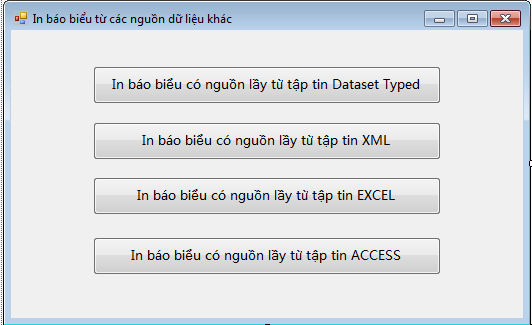 In báo biểu từ các nguồn dữ liệu khác
In báo biểu có nguồn lấy từ tập tin Dataset Typed
In báo biểu có nguồn lấy từ tập tin XML
In báo biểu có nguồn lấy từ tập tin EXCEL
In báo biểu có nguồn lấy từ tập tin ACCESS